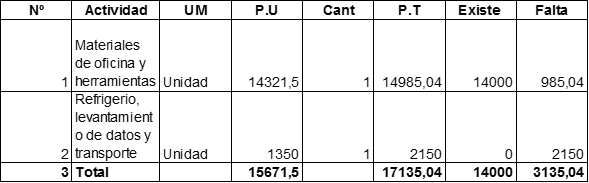 Nº Actividad UM P.U Cant P.T Existe Falta
Materiales
de oficina y
1 herramientas Unidad 14321,5 1 14985,04 14000 985,04
Refrigerio,
levantamient
o de datos y
2 transporte Unidad 1350 1 2150 0 2150
3 Total 15671,5 17135,04 14000 3135,04